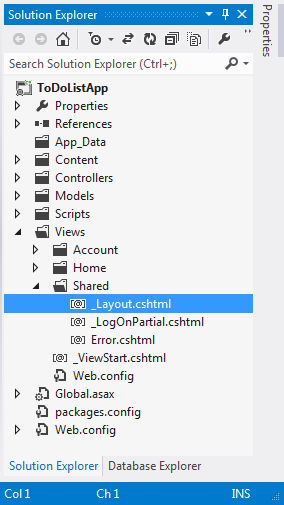 Solution Explorer
Properties
Search Solution Explorer (Ctrl+;)
ToDoListApp
Properties
References
App_Data
Content
Controllers
Models
Scripts
Views
Account
Home
Shared
_Layout.cshtml
_LogOnPartial.cshtml
Error.cshtml
_ViewStart.cshtml
Web.config
Global.asax
packages.config
Web.config
Solution Explorer Database Explorer
Col 1 Ch 1 INS